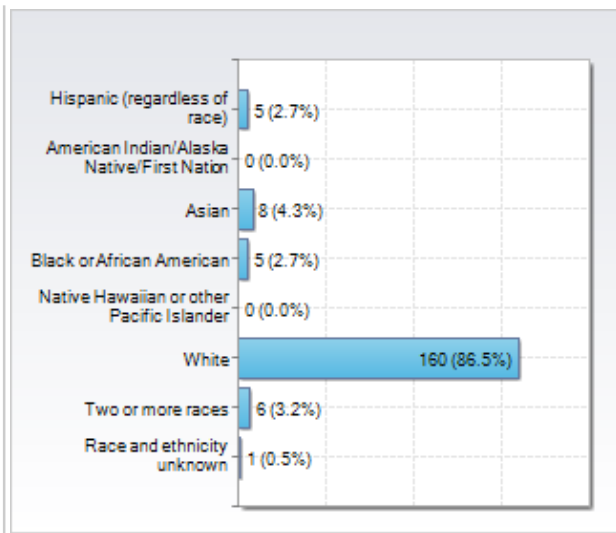 Hispanic (regardless of
race)
5 (2.7%)
American Indian/Alaska
Native/First Nation
0 (0.0%)
Asian
8 (4.3%)
Black or African American
5 (2.7%)
Native Hawaiian or other
Pacific Islander
0 (0.0%)
White
160 (86.5%)
Two or more races
6 (3.2%)
Race and ethnicity
unknown
1 (0.5%)